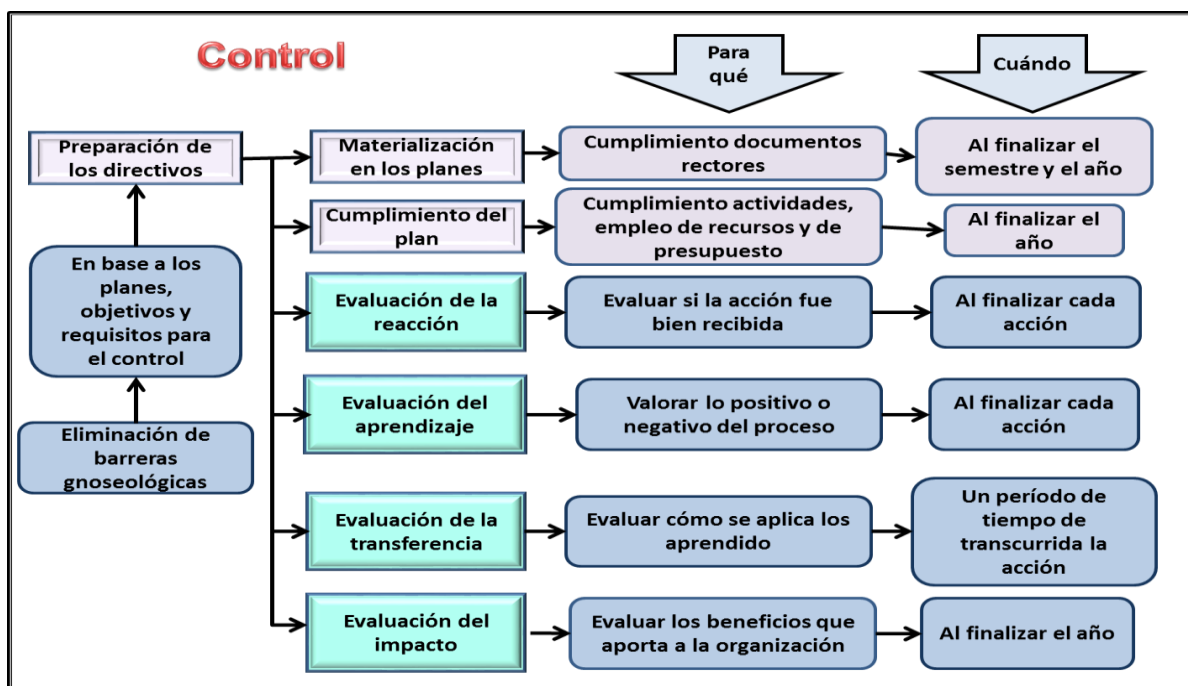 Control
Para
qué
Cuándo
Preparación de
los directivos
Materialización
en los planes
Cumplimiento documentos
rectores
Al finalizar el
semestre y el año
Cumplimiento del
plan
Cumplimiento actividades,
empleo de recursos y de
presupuesto
Al finalizar el
año
En base a los
planes,
objetivos y
requisitos para
el control
Evaluación de la
reacción
Evaluar si la acción fue
bien recibida
Al finalizar cada
acción
Eliminación de
barreras
gnoseológicas
Evaluación del
aprendizaje
Valorar lo positivo o
negativo del proceso
Al finalizar cada
acción
Evaluación de la
transferencia
Evaluar cómo se aplica los
aprendido
Un período de
tiempo de
transcurrida la
acción
Evaluación del
impacto
Evaluar los beneficios que
aporta a la organización
Al finalizar el año